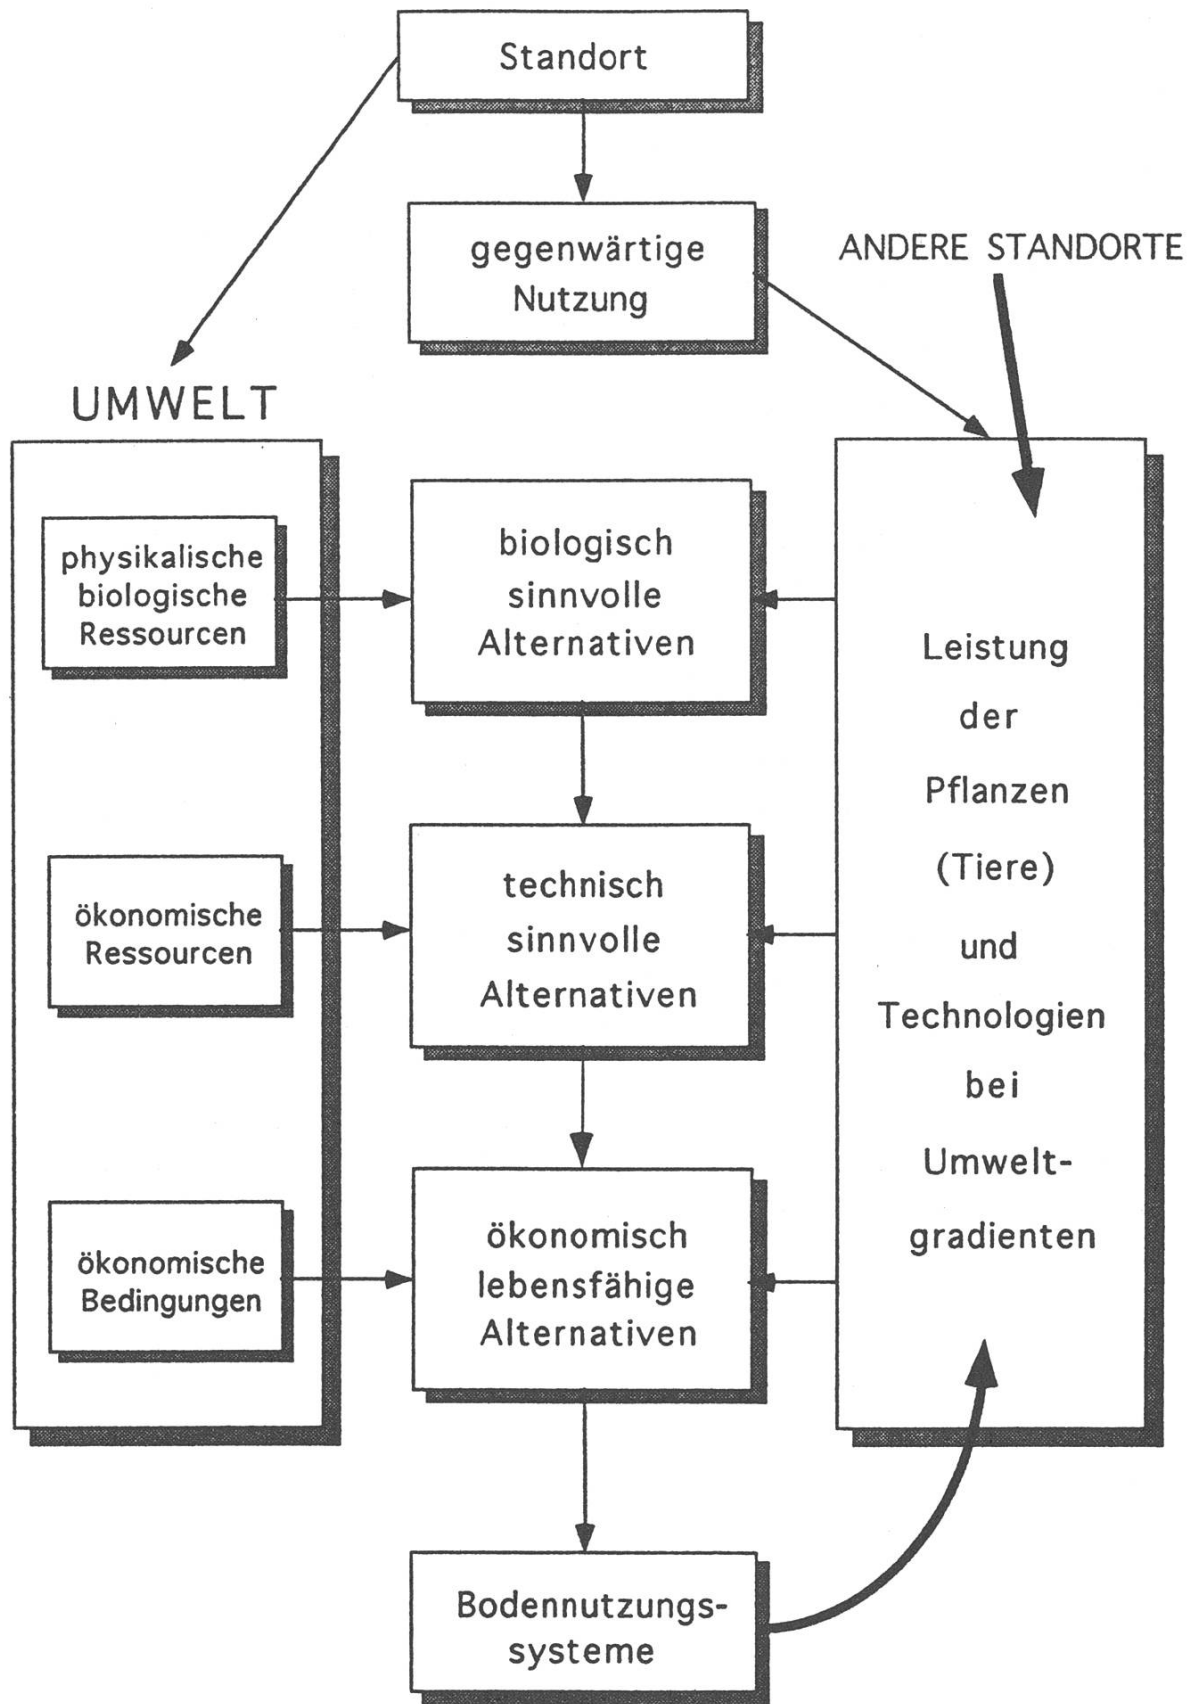 Standort
gegenwärtige
Nutzung
ANDERE STANDORTE
UMWELT
physikalische
biologische
Ressourcen
biologisch
sinnvolle
Alternativen
ökonomische
Ressourcen
technisch
sinnvolle
Alternativen
ökonomische
Bedingungen
ökonomisch
lebensfähige
Alternativen
Leistung
der
Pflanzen
(Tiere)
und
Technologien
bei
Umwelt-
gradienten
Bodennutzungs-
systeme